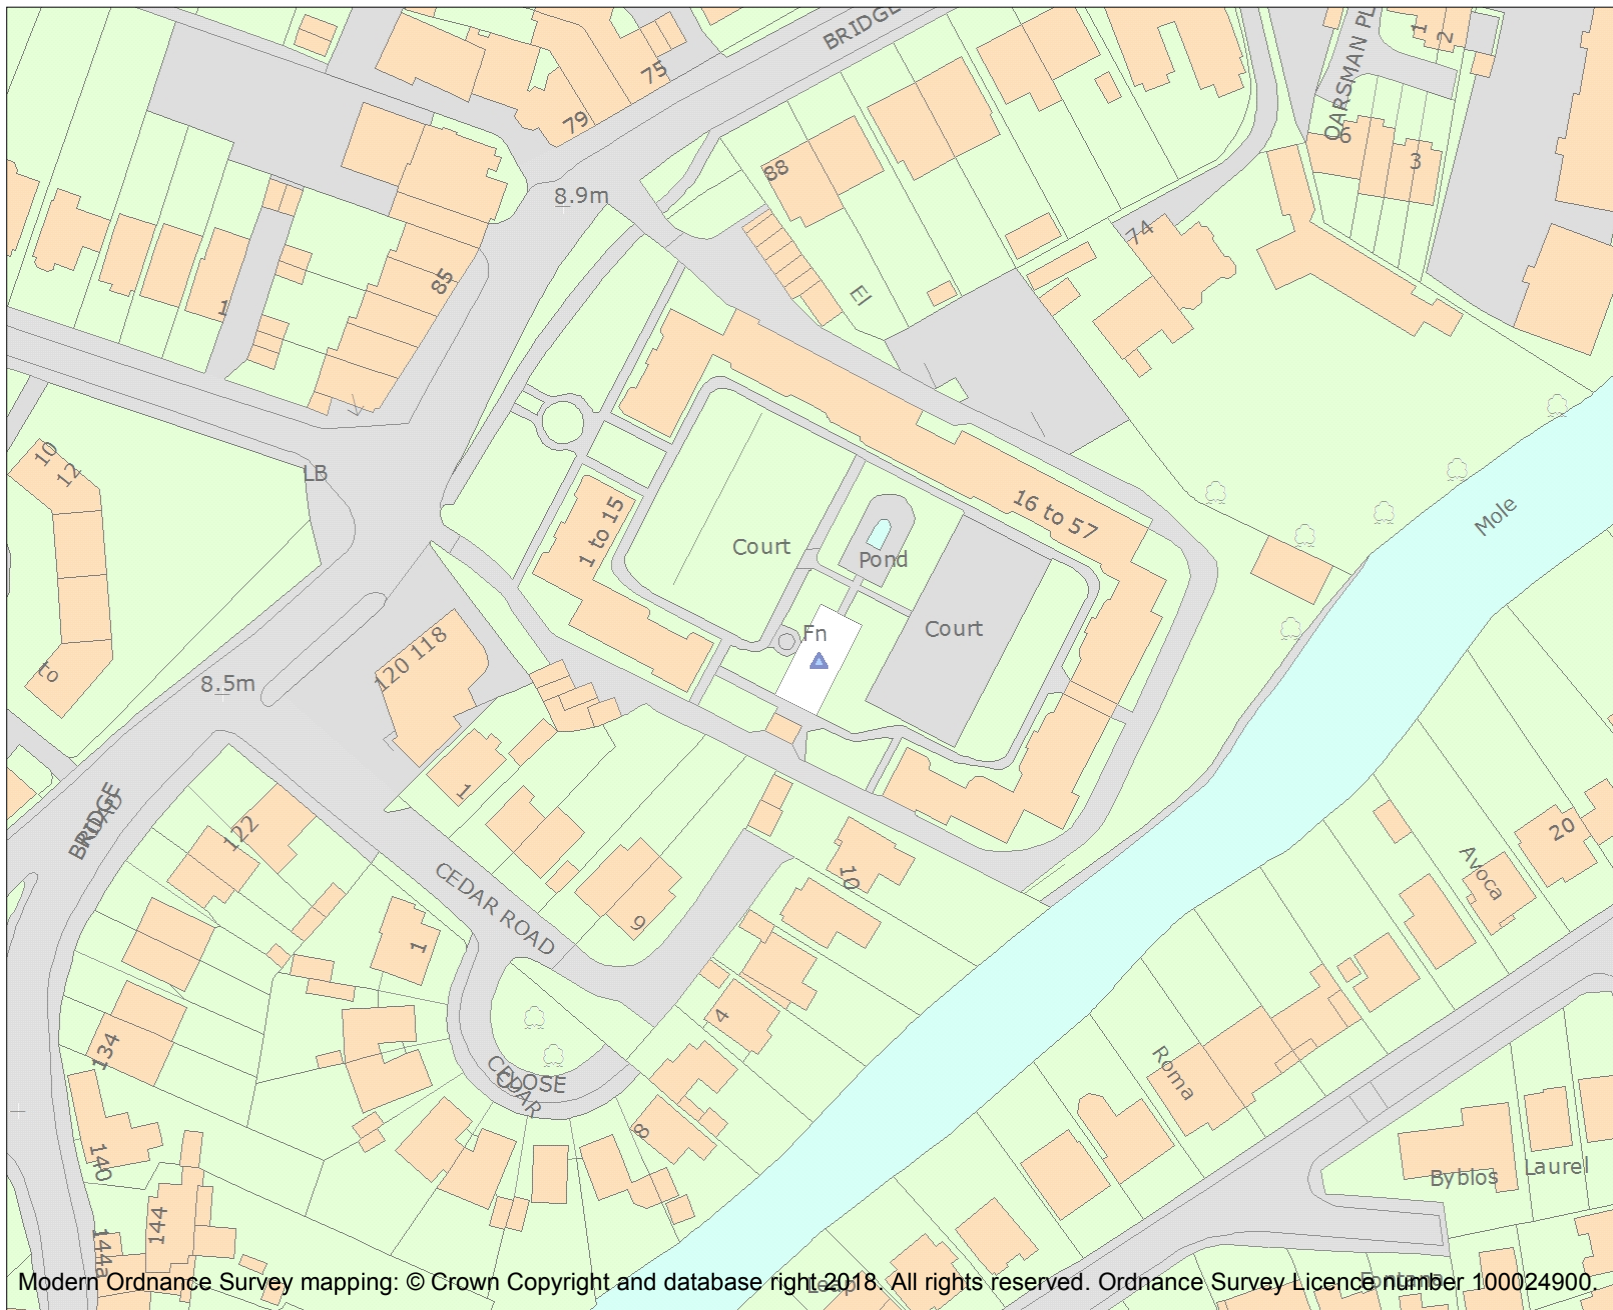 BRIDGE
75
79
OARSMAN PL
1
2
6
3
88
8.9m
74
85
1
El
10
12
LB
16 to 57
Mole
1 to 15
Court
Pond
Court
Fn
120 118
to
8.5m
1
BRIDGE
ROAD
122
20
Avoca
10
CEDAR ROAD
9
1
4
134
CEDAR
CLOSE
Roma
8
140
Byblos
Laurel
144
144a
Leap
Fontana
Modern Ordnance Survey mapping: © Crown Copyright and database right 2018. All rights reserved. Ordnance Survey Licence number 100024900.